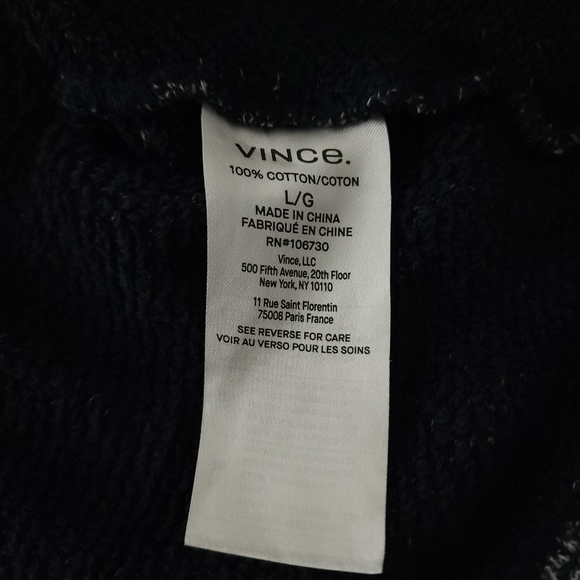 VINCe.
100% COTTON/COTON
L/G
MADE IN CHINA
FABRIQUÉ EN CHINE
RN#106730
Vince, LLC
500 Fifth Avenue, 20th Floor
New York, NY 10110
11 Rue Saint Florentin
75008 Paris France
SEE REVERSE FOR CARE
VOIR AU VERSO POUR LES SOINS